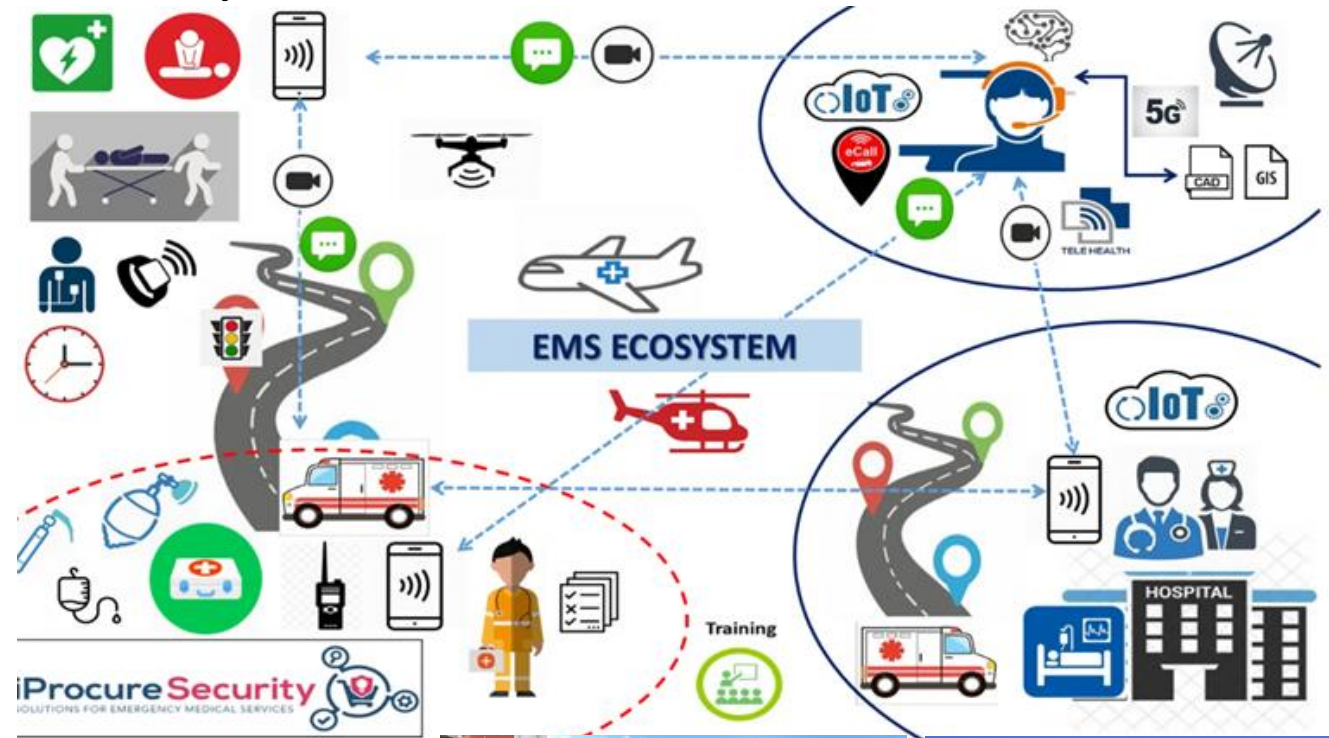 IoT
eCall
5G
CAD
GIS
TELE HEALTH
EMS ECOSYSTEM
IoT
HOSPITAL
Training
iProcureSecurity
SOLUTIONS FOR EMERGENCY MEDICAL SERVICES